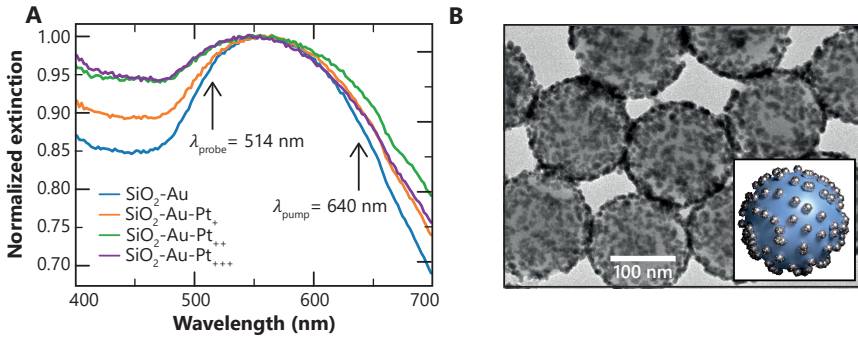 A
B
Normalized extinction
1.00
0.95
0.90
0.85
0.80
0.75
0.70
λprobe = 514 nm
λpump = 640 nm
SiO2-Au
SiO2-Au-Pt+
SiO2-Au-Pt++
SiO2-Au-Pt+++
400
500
600
700
Wavelength (nm)
100 nm